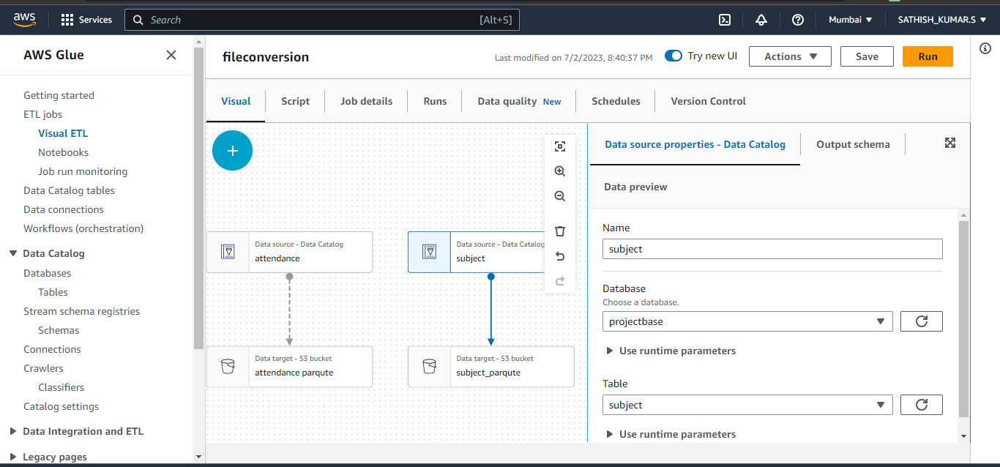 aws
Services
Search
[Alt+S]
Mumbai
SATHISH_KUMAR.S
AWS Glue
Getting started
ETL jobs
Visual ETL
Notebooks
Job run monitoring
Data Catalog tables
Data connections
Workflows (orchestration)
Data Catalog
Databases
Tables
Stream schema registries
Schemas
Connections
Crawlers
Classifiers
Catalog settings
Data Integration and ETL
Legacy pages
fileconversion
Last modified on 7/2/2023, 8:40:37 PM
Try new UI
Actions
Save
Run
Visual
Script
Job details
Runs
Data quality New
Schedules
Version Control
Data source - Data Catalog
attendance
Data source - Data Catalog
subject
Data target - S3 bucket
attendance parqute
Data target - S3 bucket
subject_parqute
Data source properties - Data Catalog
Output schema
Data preview
Name
subject
Database
Choose a database.
projectbase
Use runtime parameters
Table
subject
Use runtime parameters